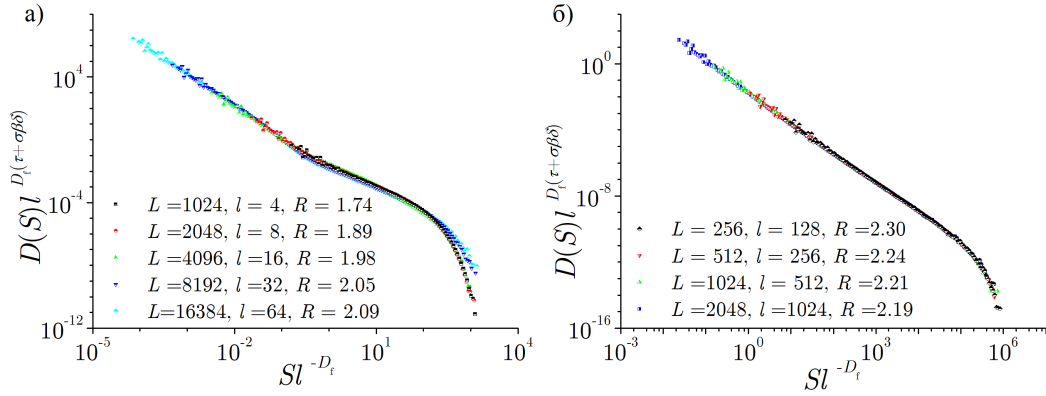 а)
10^4
10^-4
10^-12
D(S)l^{D_f(τ+σβδ)}
L=1024, l= 4, R = 1.74
L=2048, l= 8, R = 1.89
L=4096, l=16, R = 1.98
L=8192, l=32, R = 2.05
L=16384, l=64, R = 2.09
10^-5 10^-2 10^1 10^4
Sl^{-D_f}
б)
10^0
10^-8
10^-16
D(S)l^{D_f(τ+σβδ)}
L= 256, l= 128, R=2.30
L= 512, l= 256, R=2.24
L=1024, l= 512, R=2.21
L=2048, l=1024, R=2.19
10^-3 10^0 10^3 10^6
Sl^{-D_f}